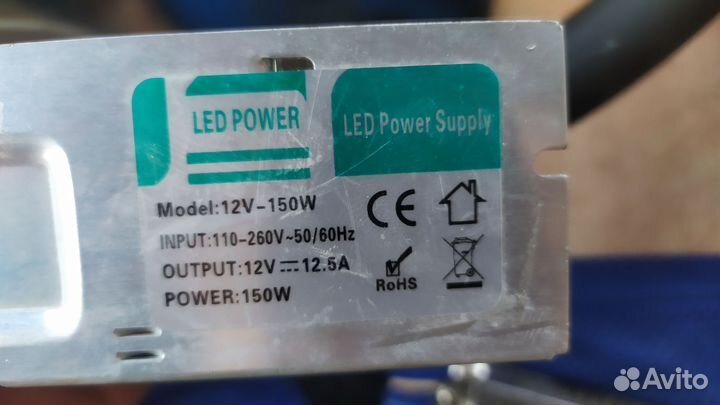 LED POWER
LED Power Supply
Model:12V-150W
INPUT:110-260V~50/60Hz
OUTPUT:12V⎓12.5A
POWER:150W
CE
RoHS
Avito